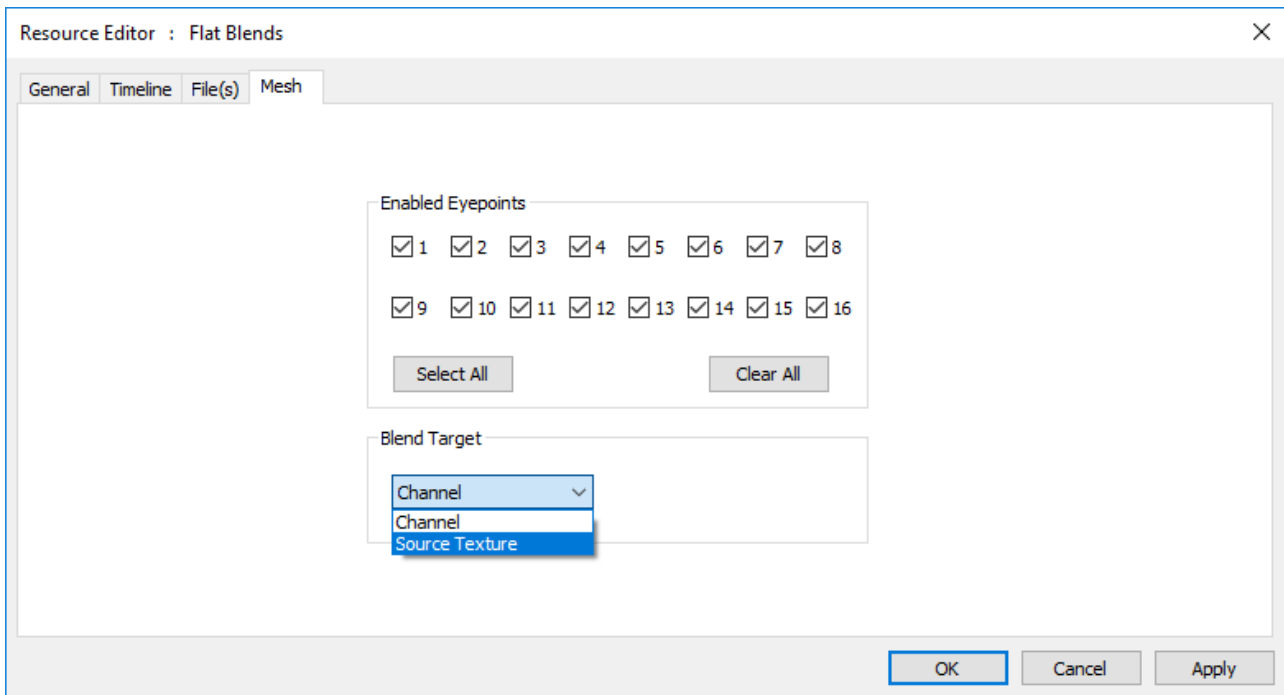 Resource Editor : Flat Blends
General Timeline File(s) Mesh
Enabled Eyepoints
1 2 3 4 5 6 7 8
9 10 11 12 13 14 15 16
Select All Clear All
Blend Target
Channel
Channel
Source Texture
OK Cancel Apply